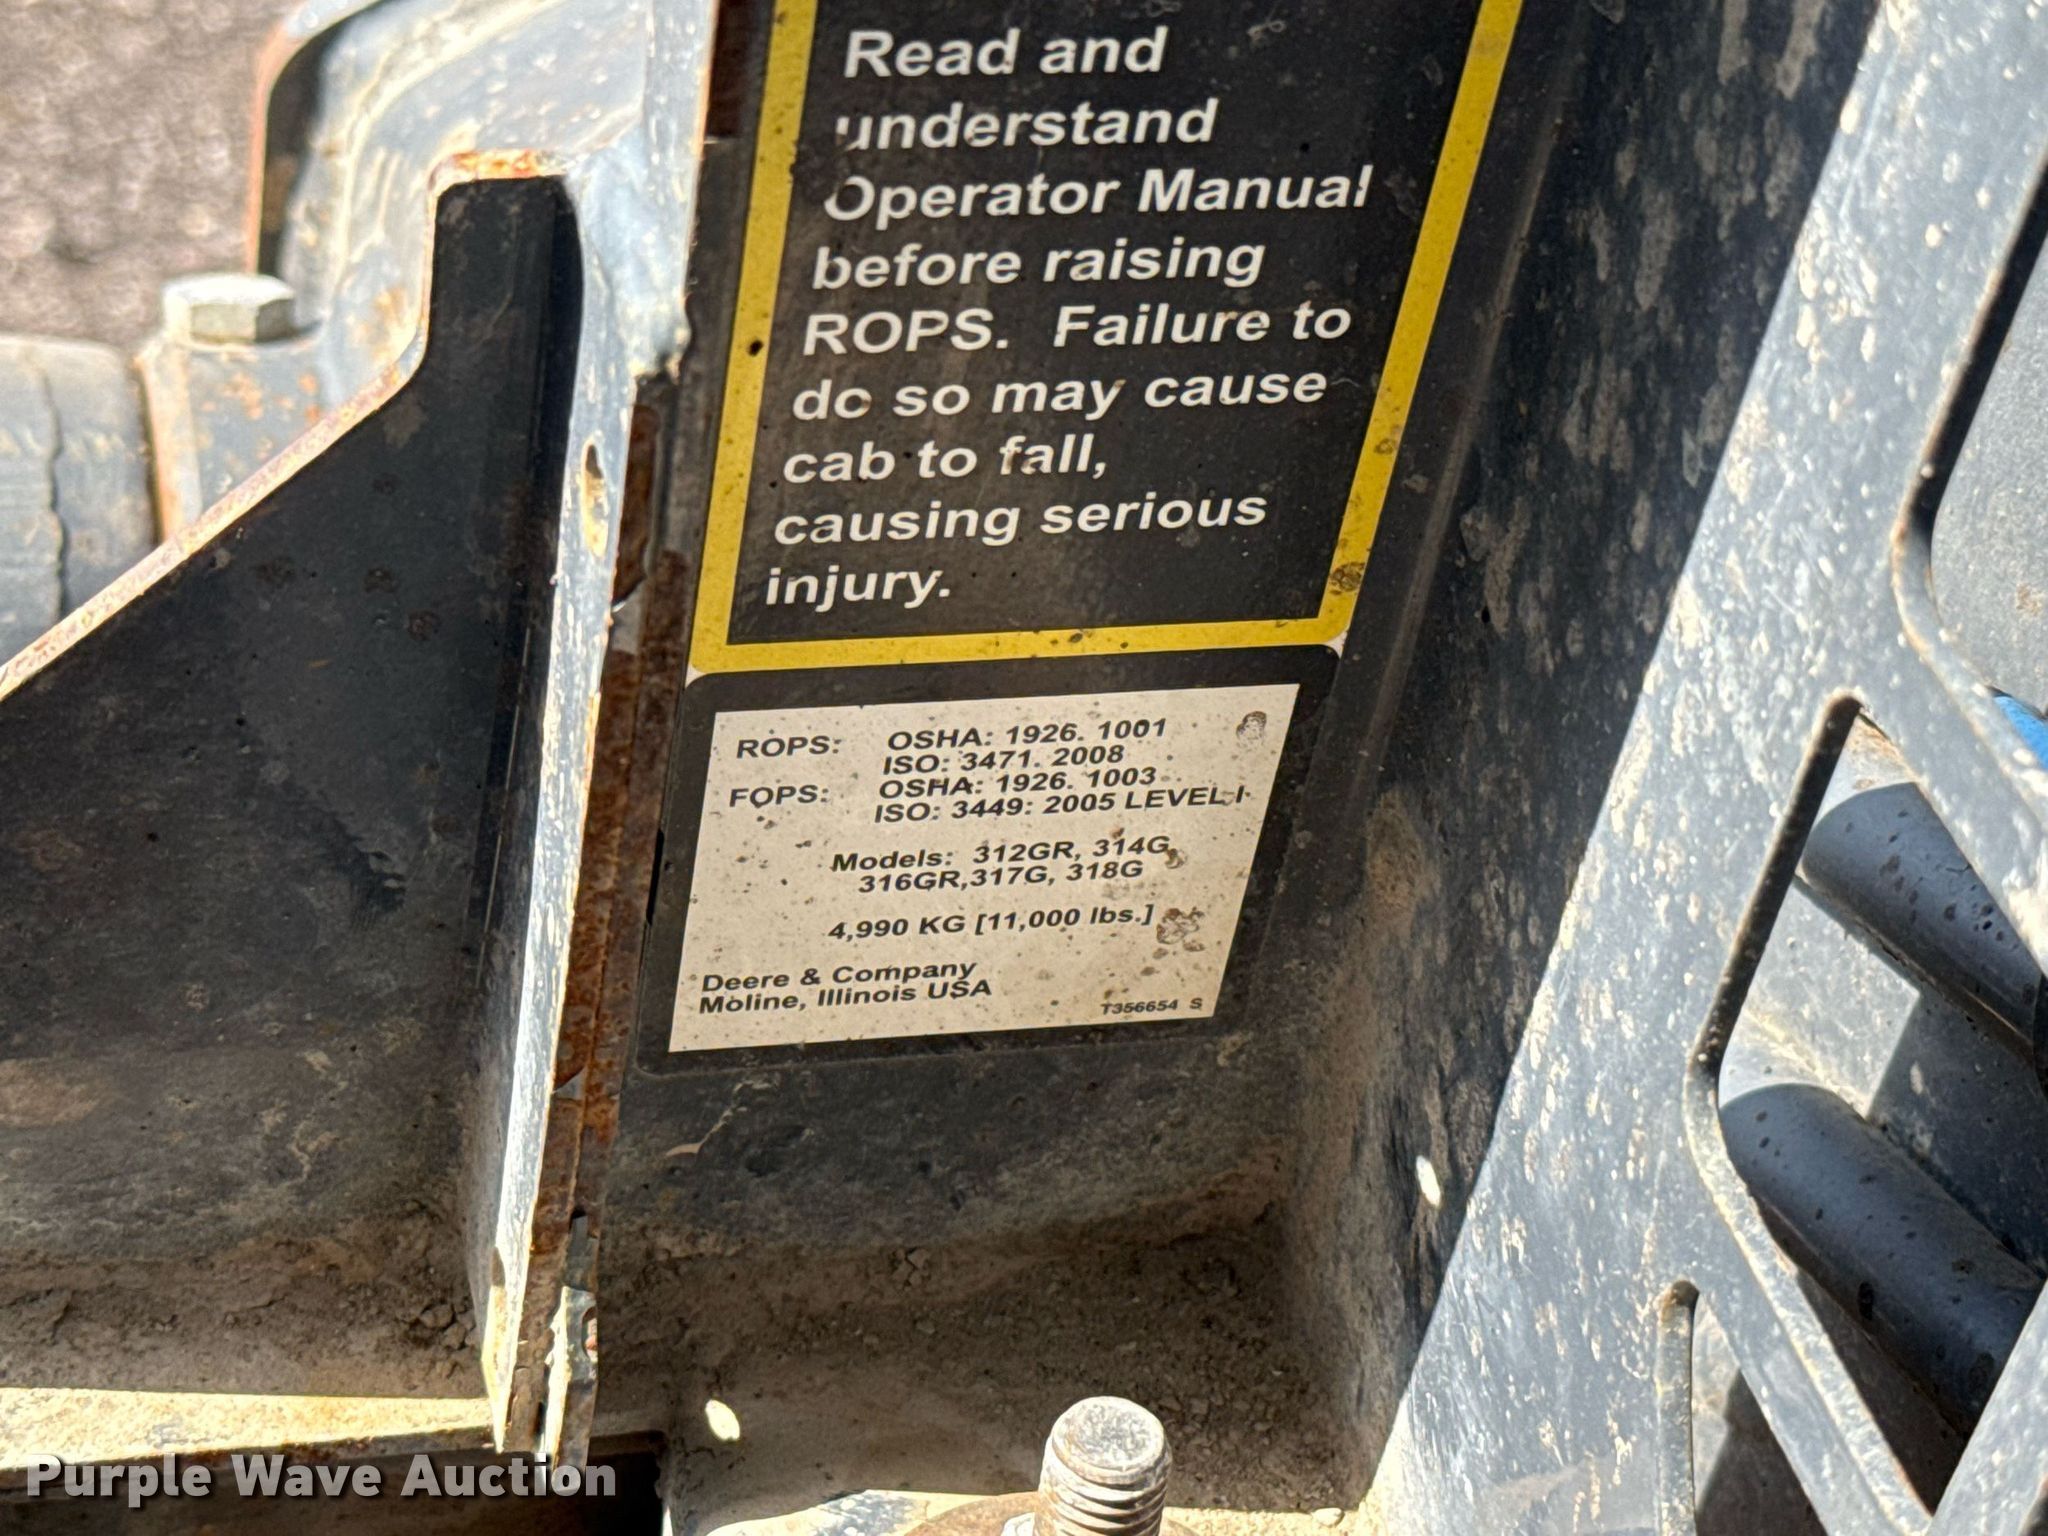 Read and
understand
Operator Manual
before raising
ROPS. Failure to
do so may cause
cab to fall,
causing serious
injury.
ROPS: OSHA: 1926. 1001
ISO: 3471. 2008
FOPS: OSHA: 1926. 1003
ISO: 3449: 2005 LEVEL I
Models: 312GR, 314G,
316GR,317G, 318G
4,990 KG [11,000 lbs.]
Deere & Company
Moline, Illinois USA
T356654 S
Purple Wave Auction